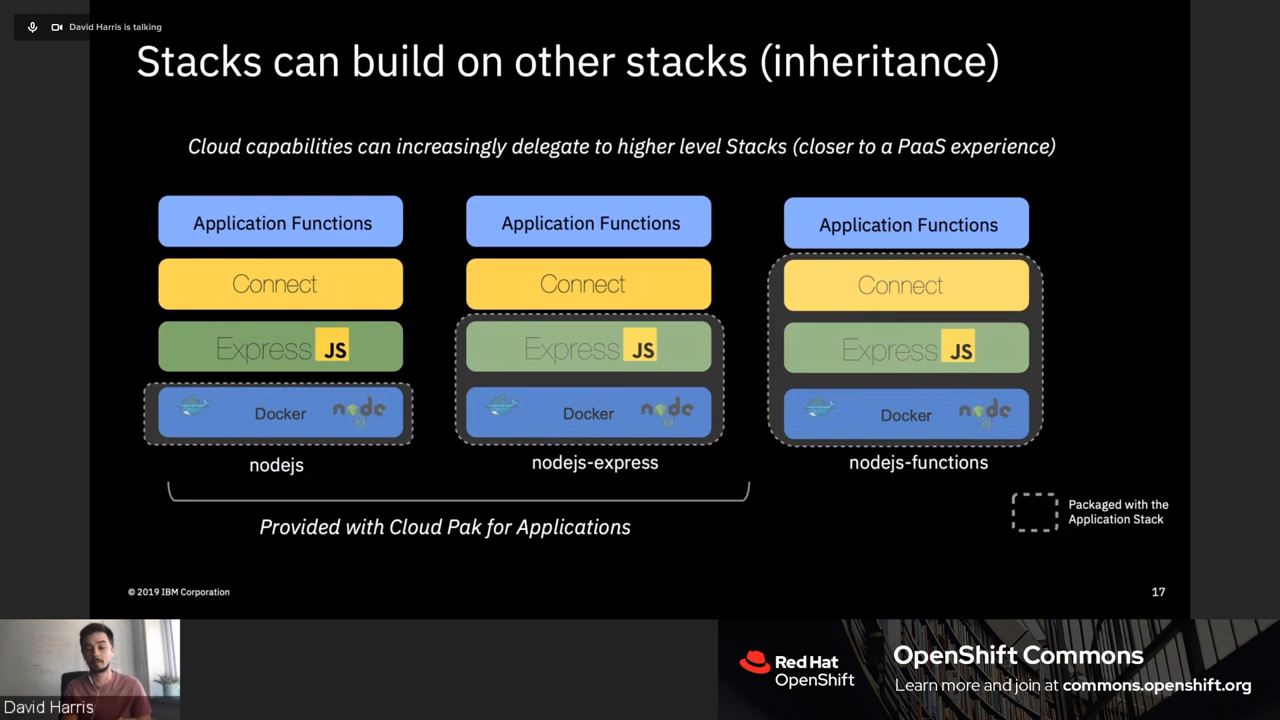 David Harris is talking
Stacks can build on other stacks (inheritance)
Cloud capabilities can increasingly delegate to higher level Stacks (closer to a PaaS experience)
Application Functions
Connect
Express JS
Docker node
nodejs
Application Functions
Connect
Express JS
Docker node
nodejs-express
Application Functions
Connect
Express JS
Docker node
nodejs-functions
Provided with Cloud Pak for Applications
Packaged with the
Application Stack
© 2019 IBM Corporation
17
David Harris
Red Hat
OpenShift
OpenShift Commons
Learn more and join at commons.openshift.org